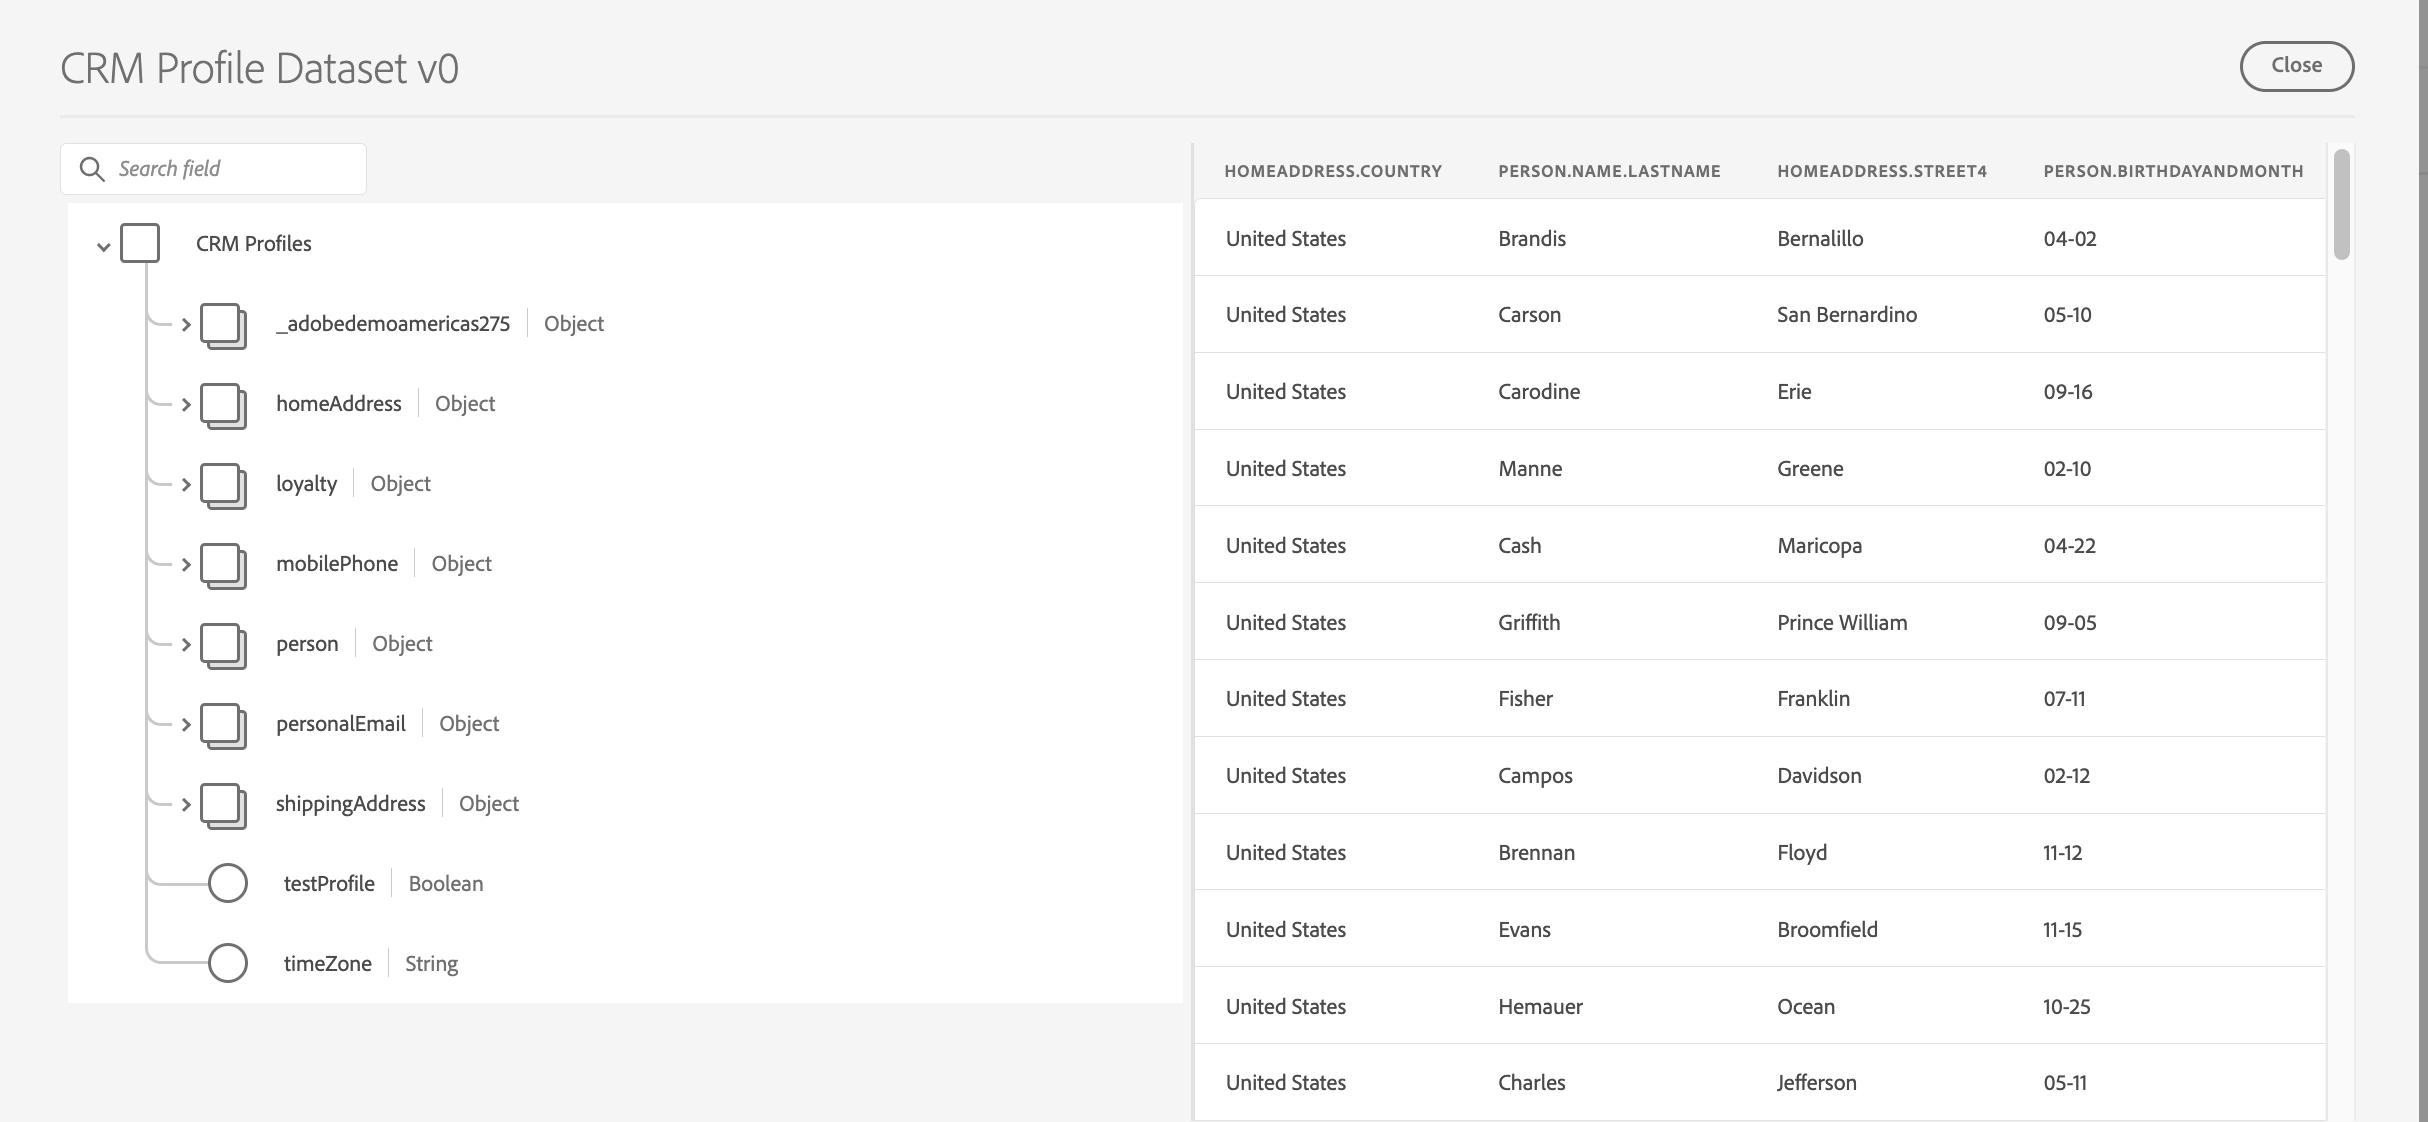 CRM Profile Dataset v0
Close
Search field
CRM Profiles
_adobedemoamericas275 Object
homeAddress Object
loyalty Object
mobilePhone Object
person Object
personalEmail Object
shippingAddress Object
testProfile Boolean
timeZone String
HOMEADDRESS.COUNTRY PERSON.NAME.LASTNAME HOMEADDRESS.STREET4 PERSON.BIRTHDAYANDMONTH
United States Brandis Bernalillo 04-02
United States Carson San Bernardino 05-10
United States Carodine Erie 09-16
United States Manne Greene 02-10
United States Cash Maricopa 04-22
United States Griffith Prince William 09-05
United States Fisher Franklin 07-11
United States Campos Davidson 02-12
United States Brennan Floyd 11-12
United States Evans Broomfield 11-15
United States Hemauer Ocean 10-25
United States Charles Jefferson 05-11